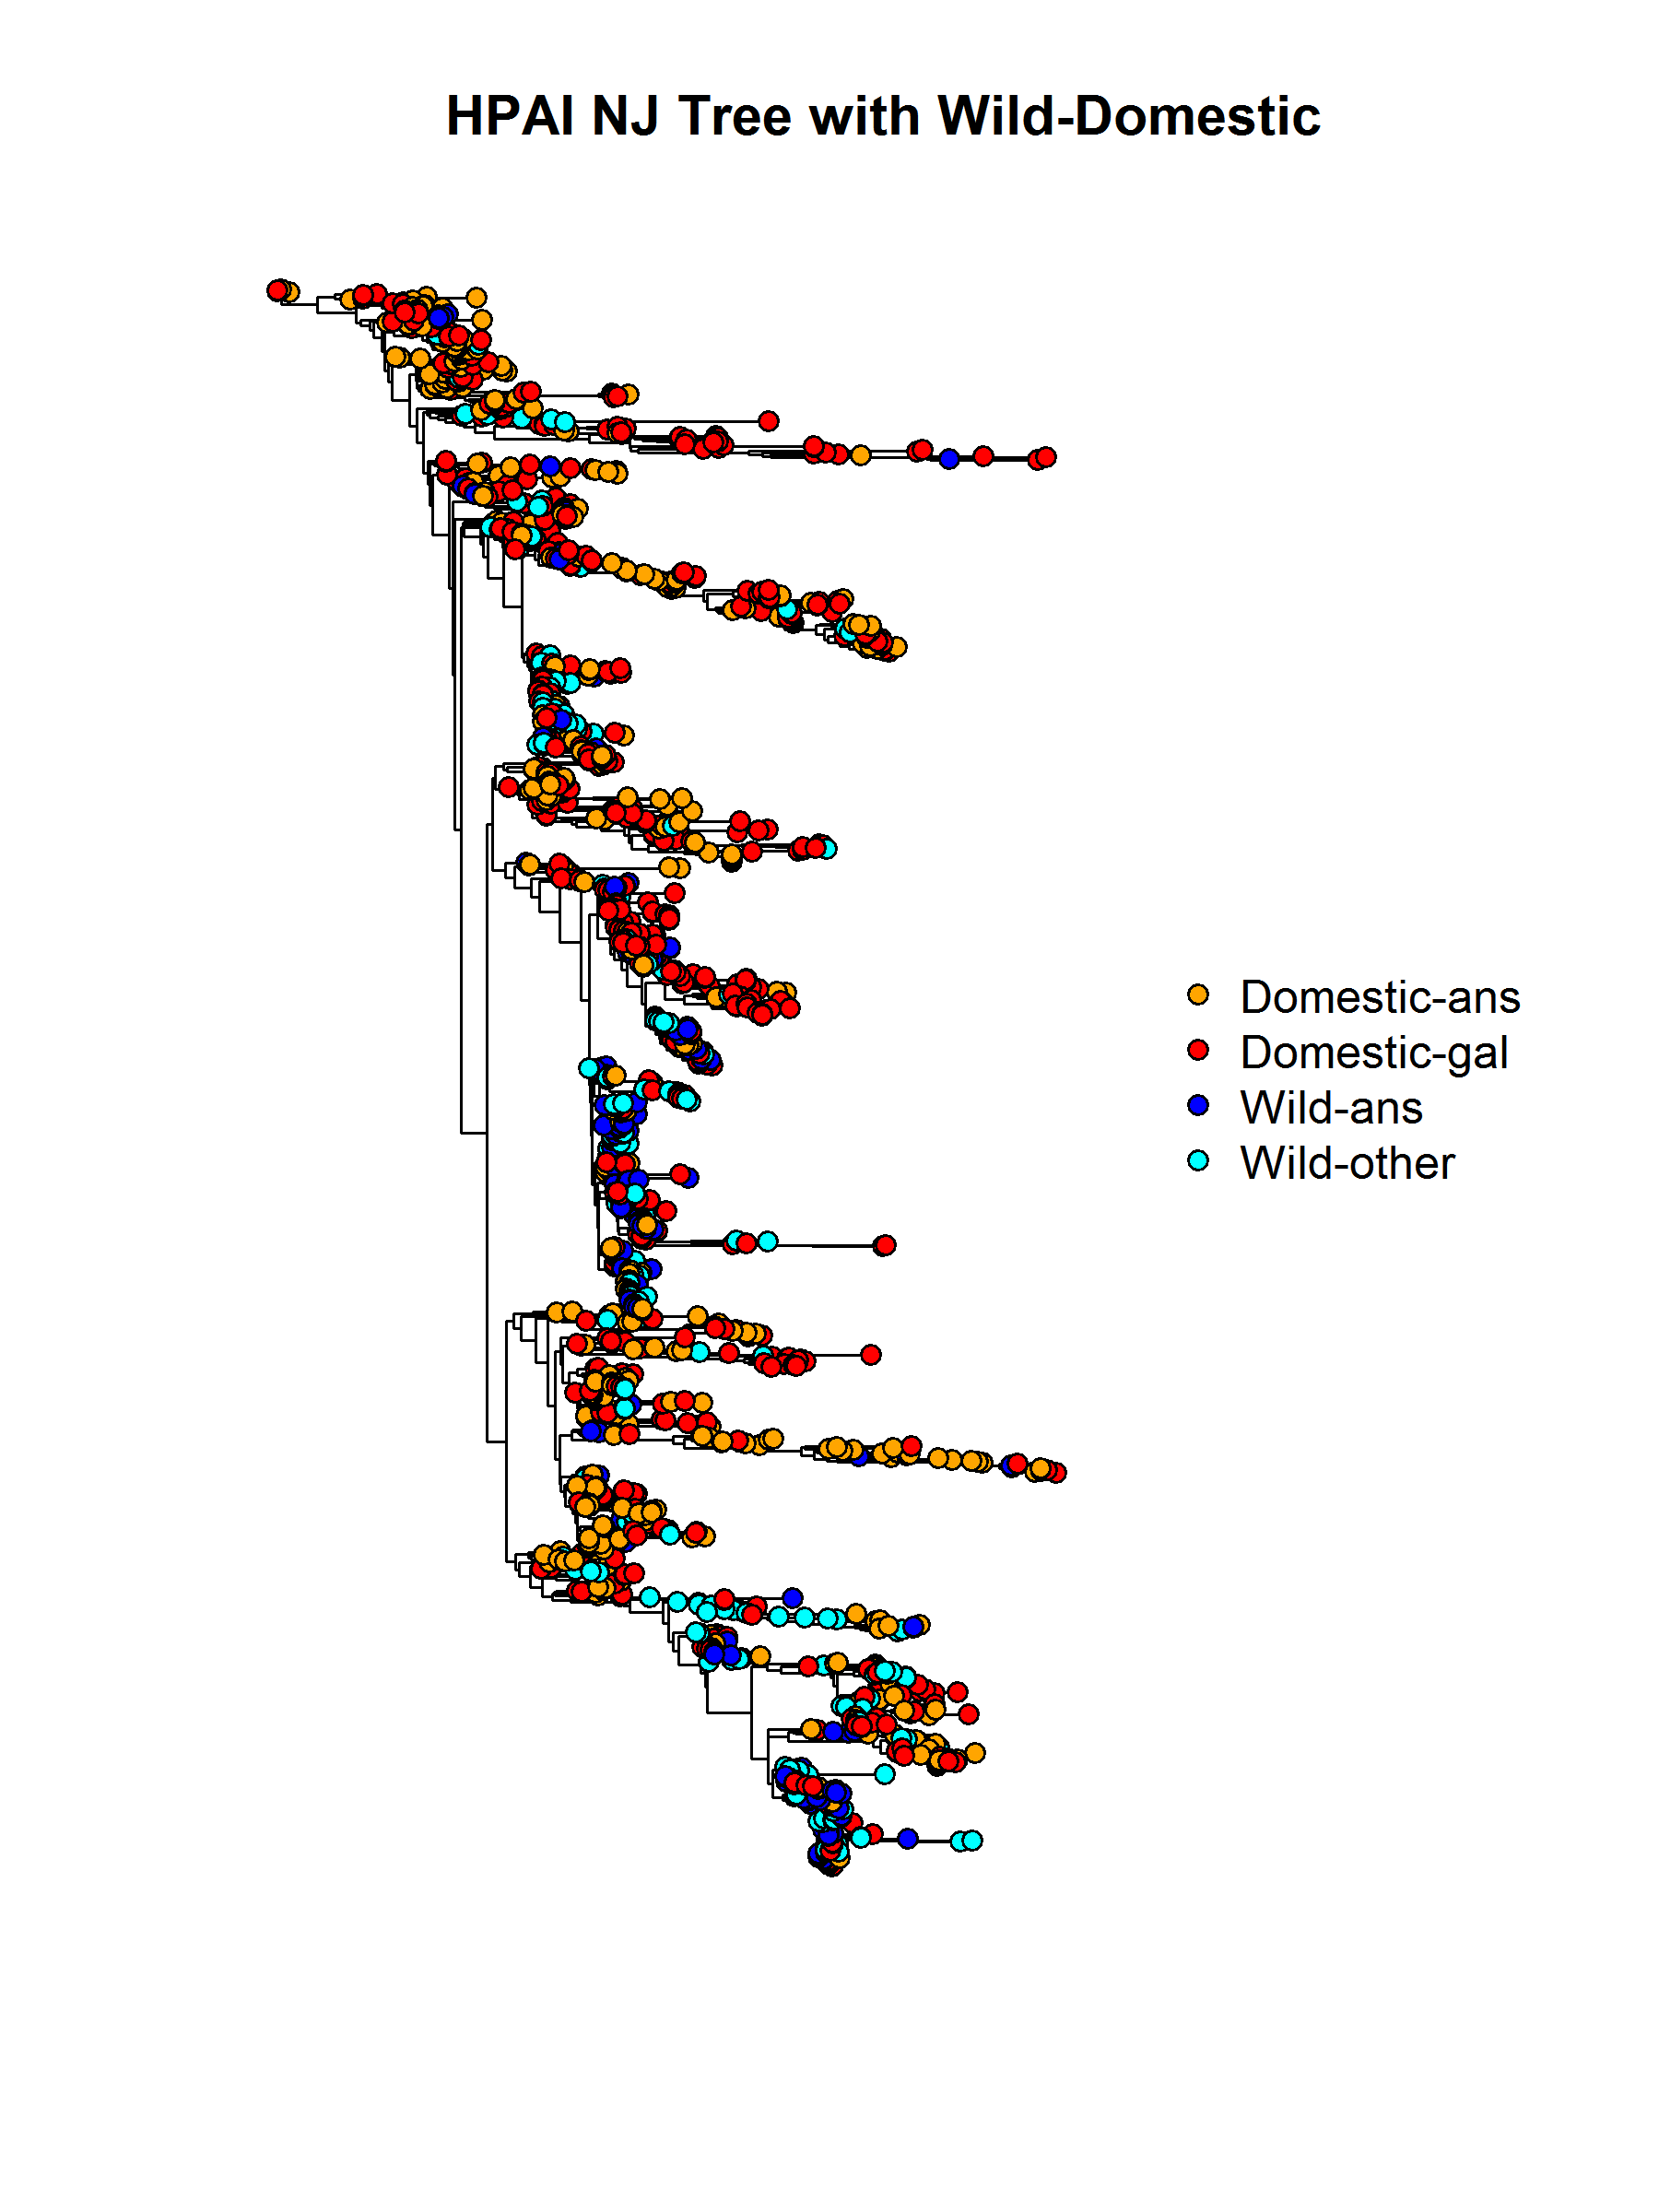 HPAI NJ Tree with Wild-Domestic
Domestic-ans
Domestic-gal
Wild-ans
Wild-other